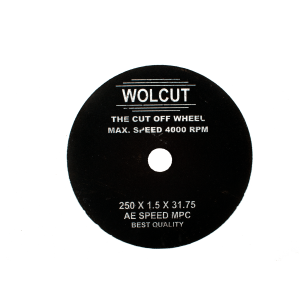 WOLCUT
THE CUT OFF WHEEL
MAX. SPEED 4000 RPM
250 X 1.5 X 31.75
AE SPEED MPC
BEST QUALITY